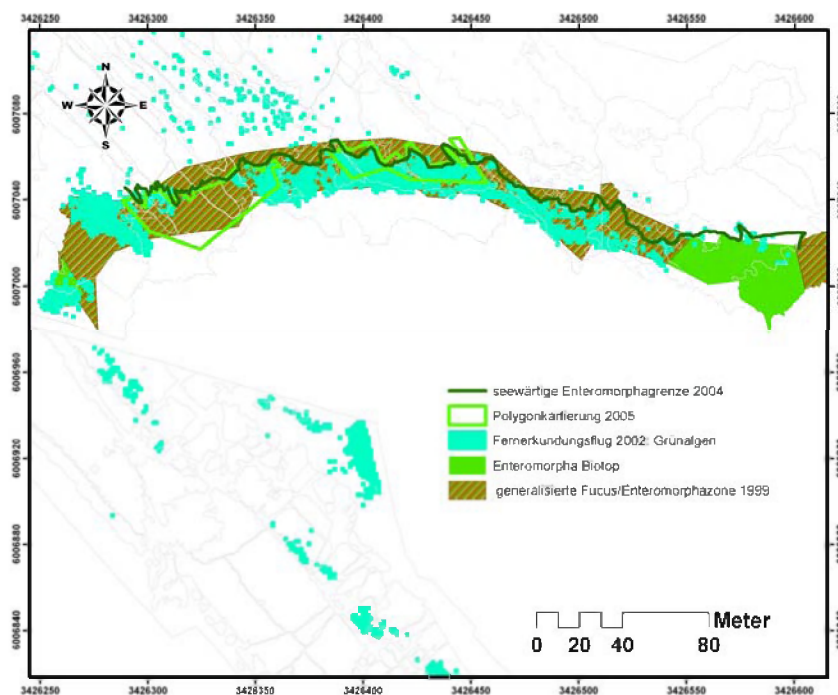 3426250 3426300 3426350 3426400 3426450 3426500 3426550 3426600
N
W E
S
6007080
6007040
6007000
6006960
6006920
6006880
6006840
seewärtige Enteromorphagrenze 2004
Polygonkartierung 2005
Fernerkundungsflug 2002: Grünalgen
Enteromorpha Biotop
generalisierte Fucus/Enteromorphazone 1999
Meter
0 10 20 40 80
3426250 3426300 3426350 3426400 3426450 3426500 3426550 3426600